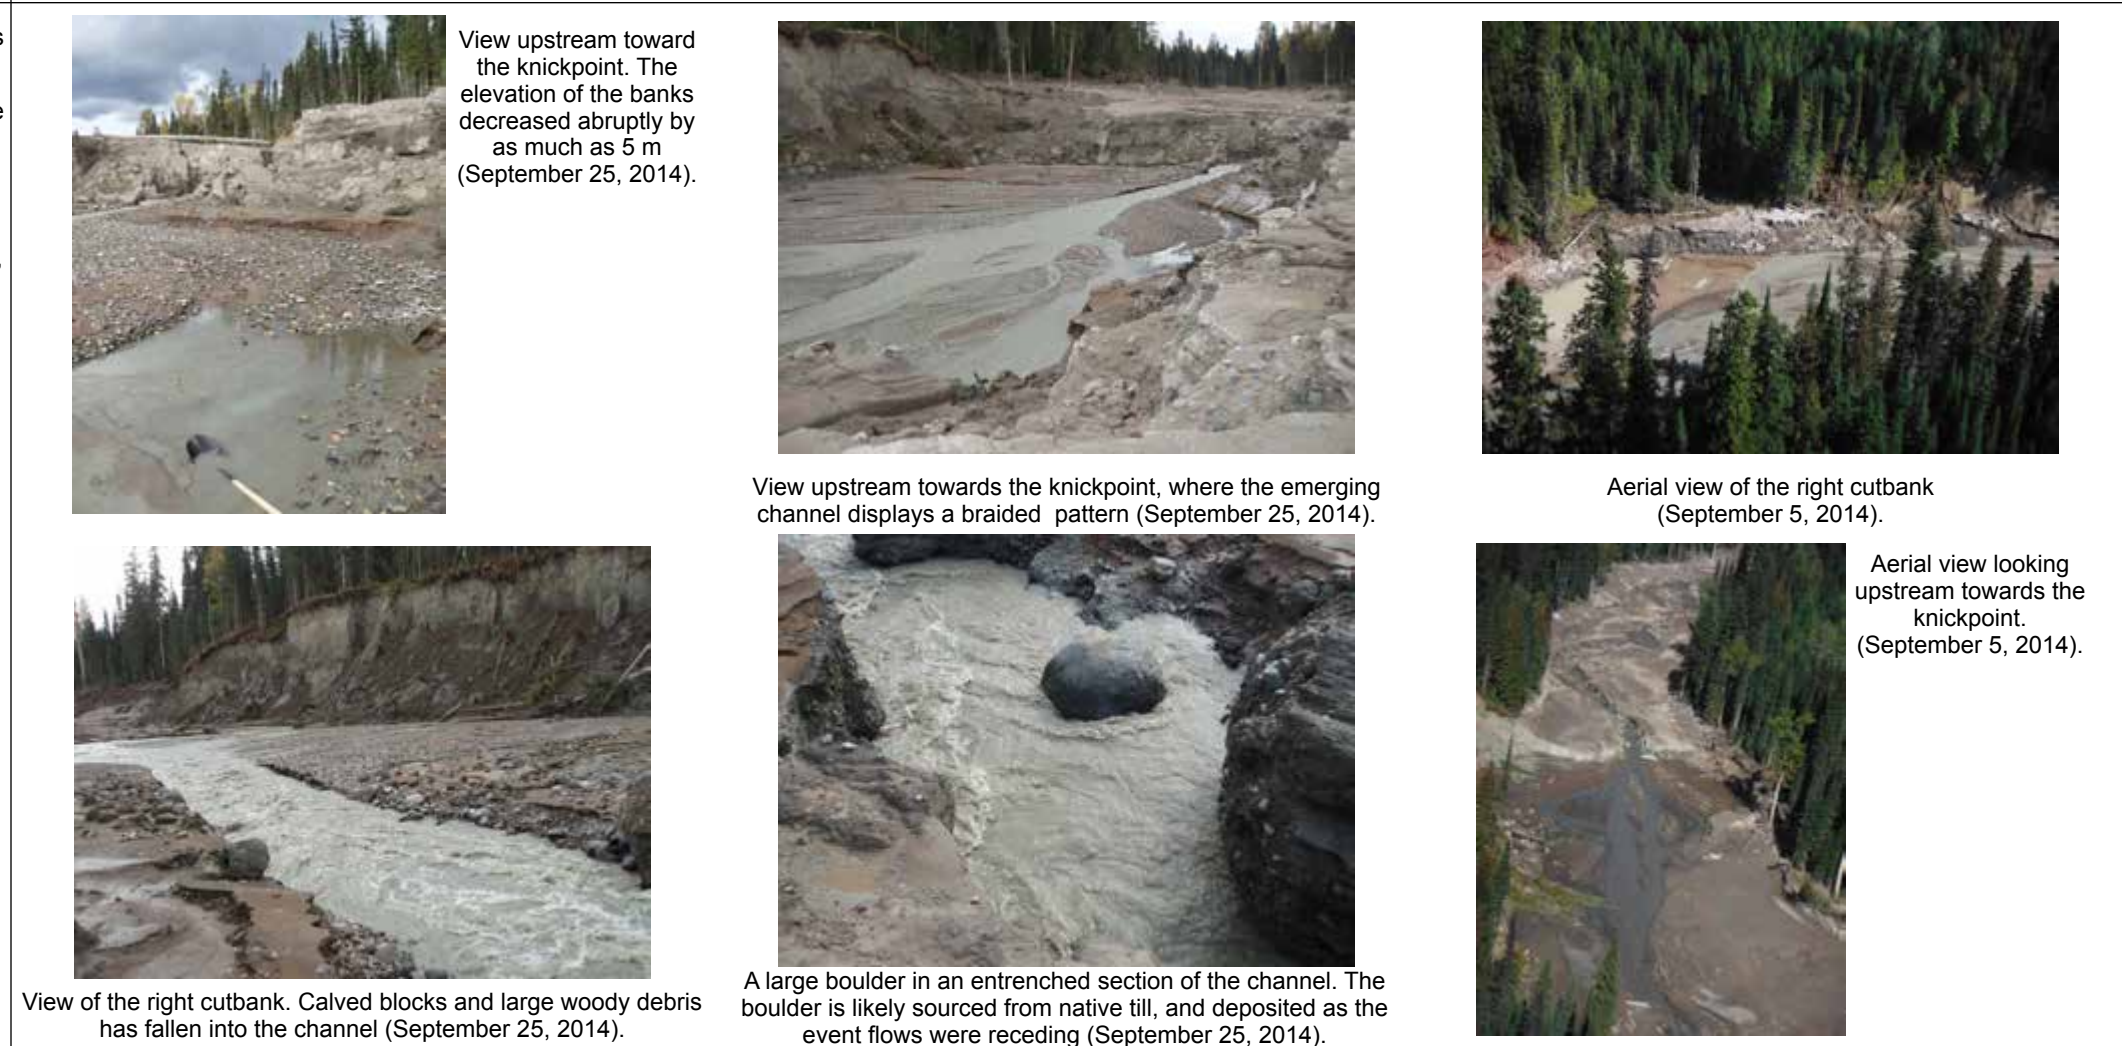 View upstream toward
the knickpoint. The
elevation of the banks
decreased abruptly by
as much as 5 m
(September 25, 2014).
View upstream towards the knickpoint, where the emerging
channel displays a braided  pattern (September 25, 2014).
Aerial view of the right cutbank
(September 5, 2014).
View of the right cutbank. Calved blocks and large woody debris
has fallen into the channel (September 25, 2014).
A large boulder in an entrenched section of the channel. The
boulder is likely sourced from native till, and deposited as the
event flows were receding (September 25, 2014).
Aerial view looking
upstream towards the
knickpoint.
(September 5, 2014).